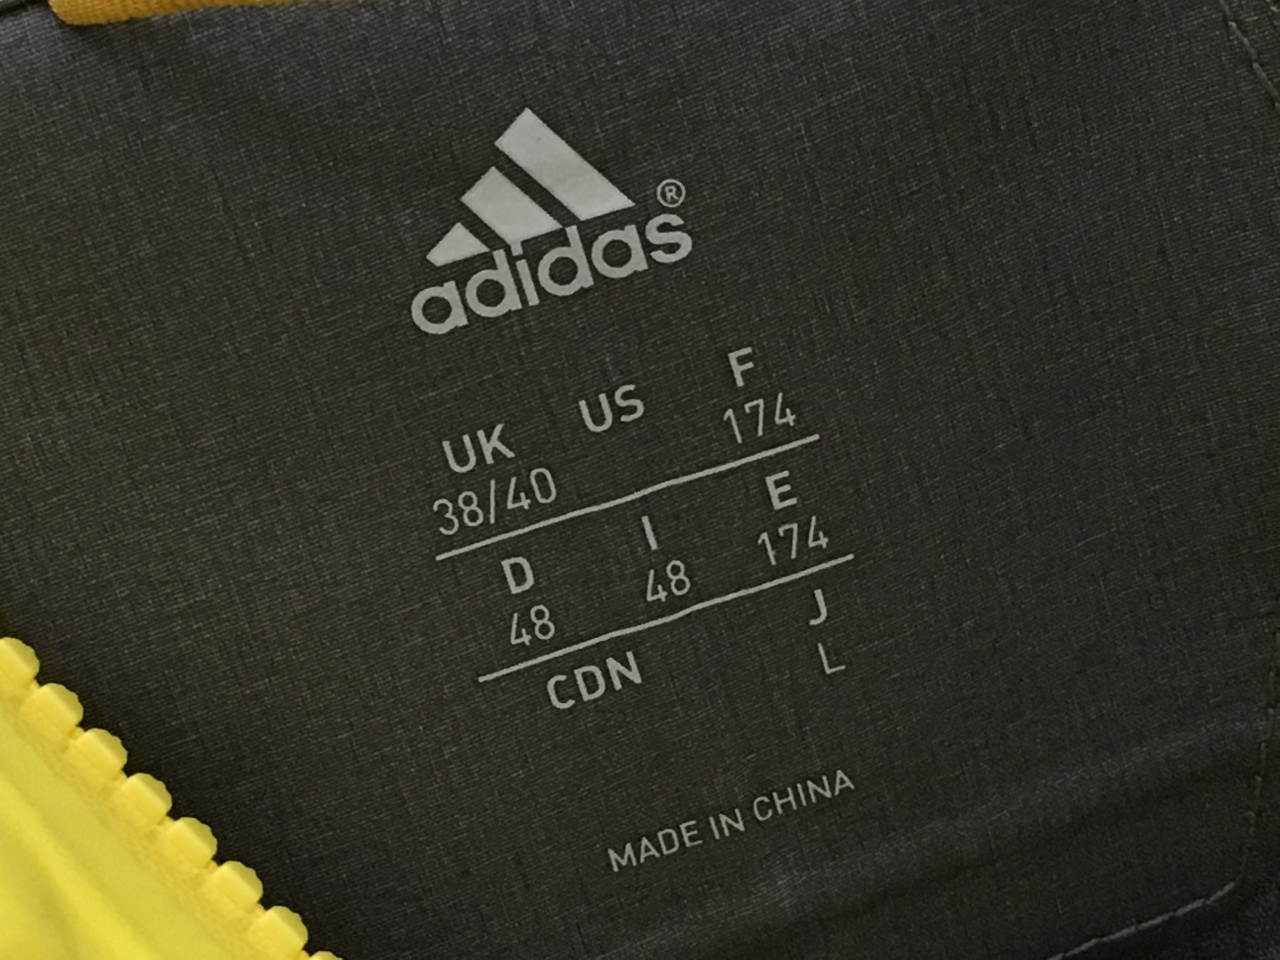 adidas®
UK US F
38/40 174
D I E
48 48 174
CDN J
L
MADE IN CHINA